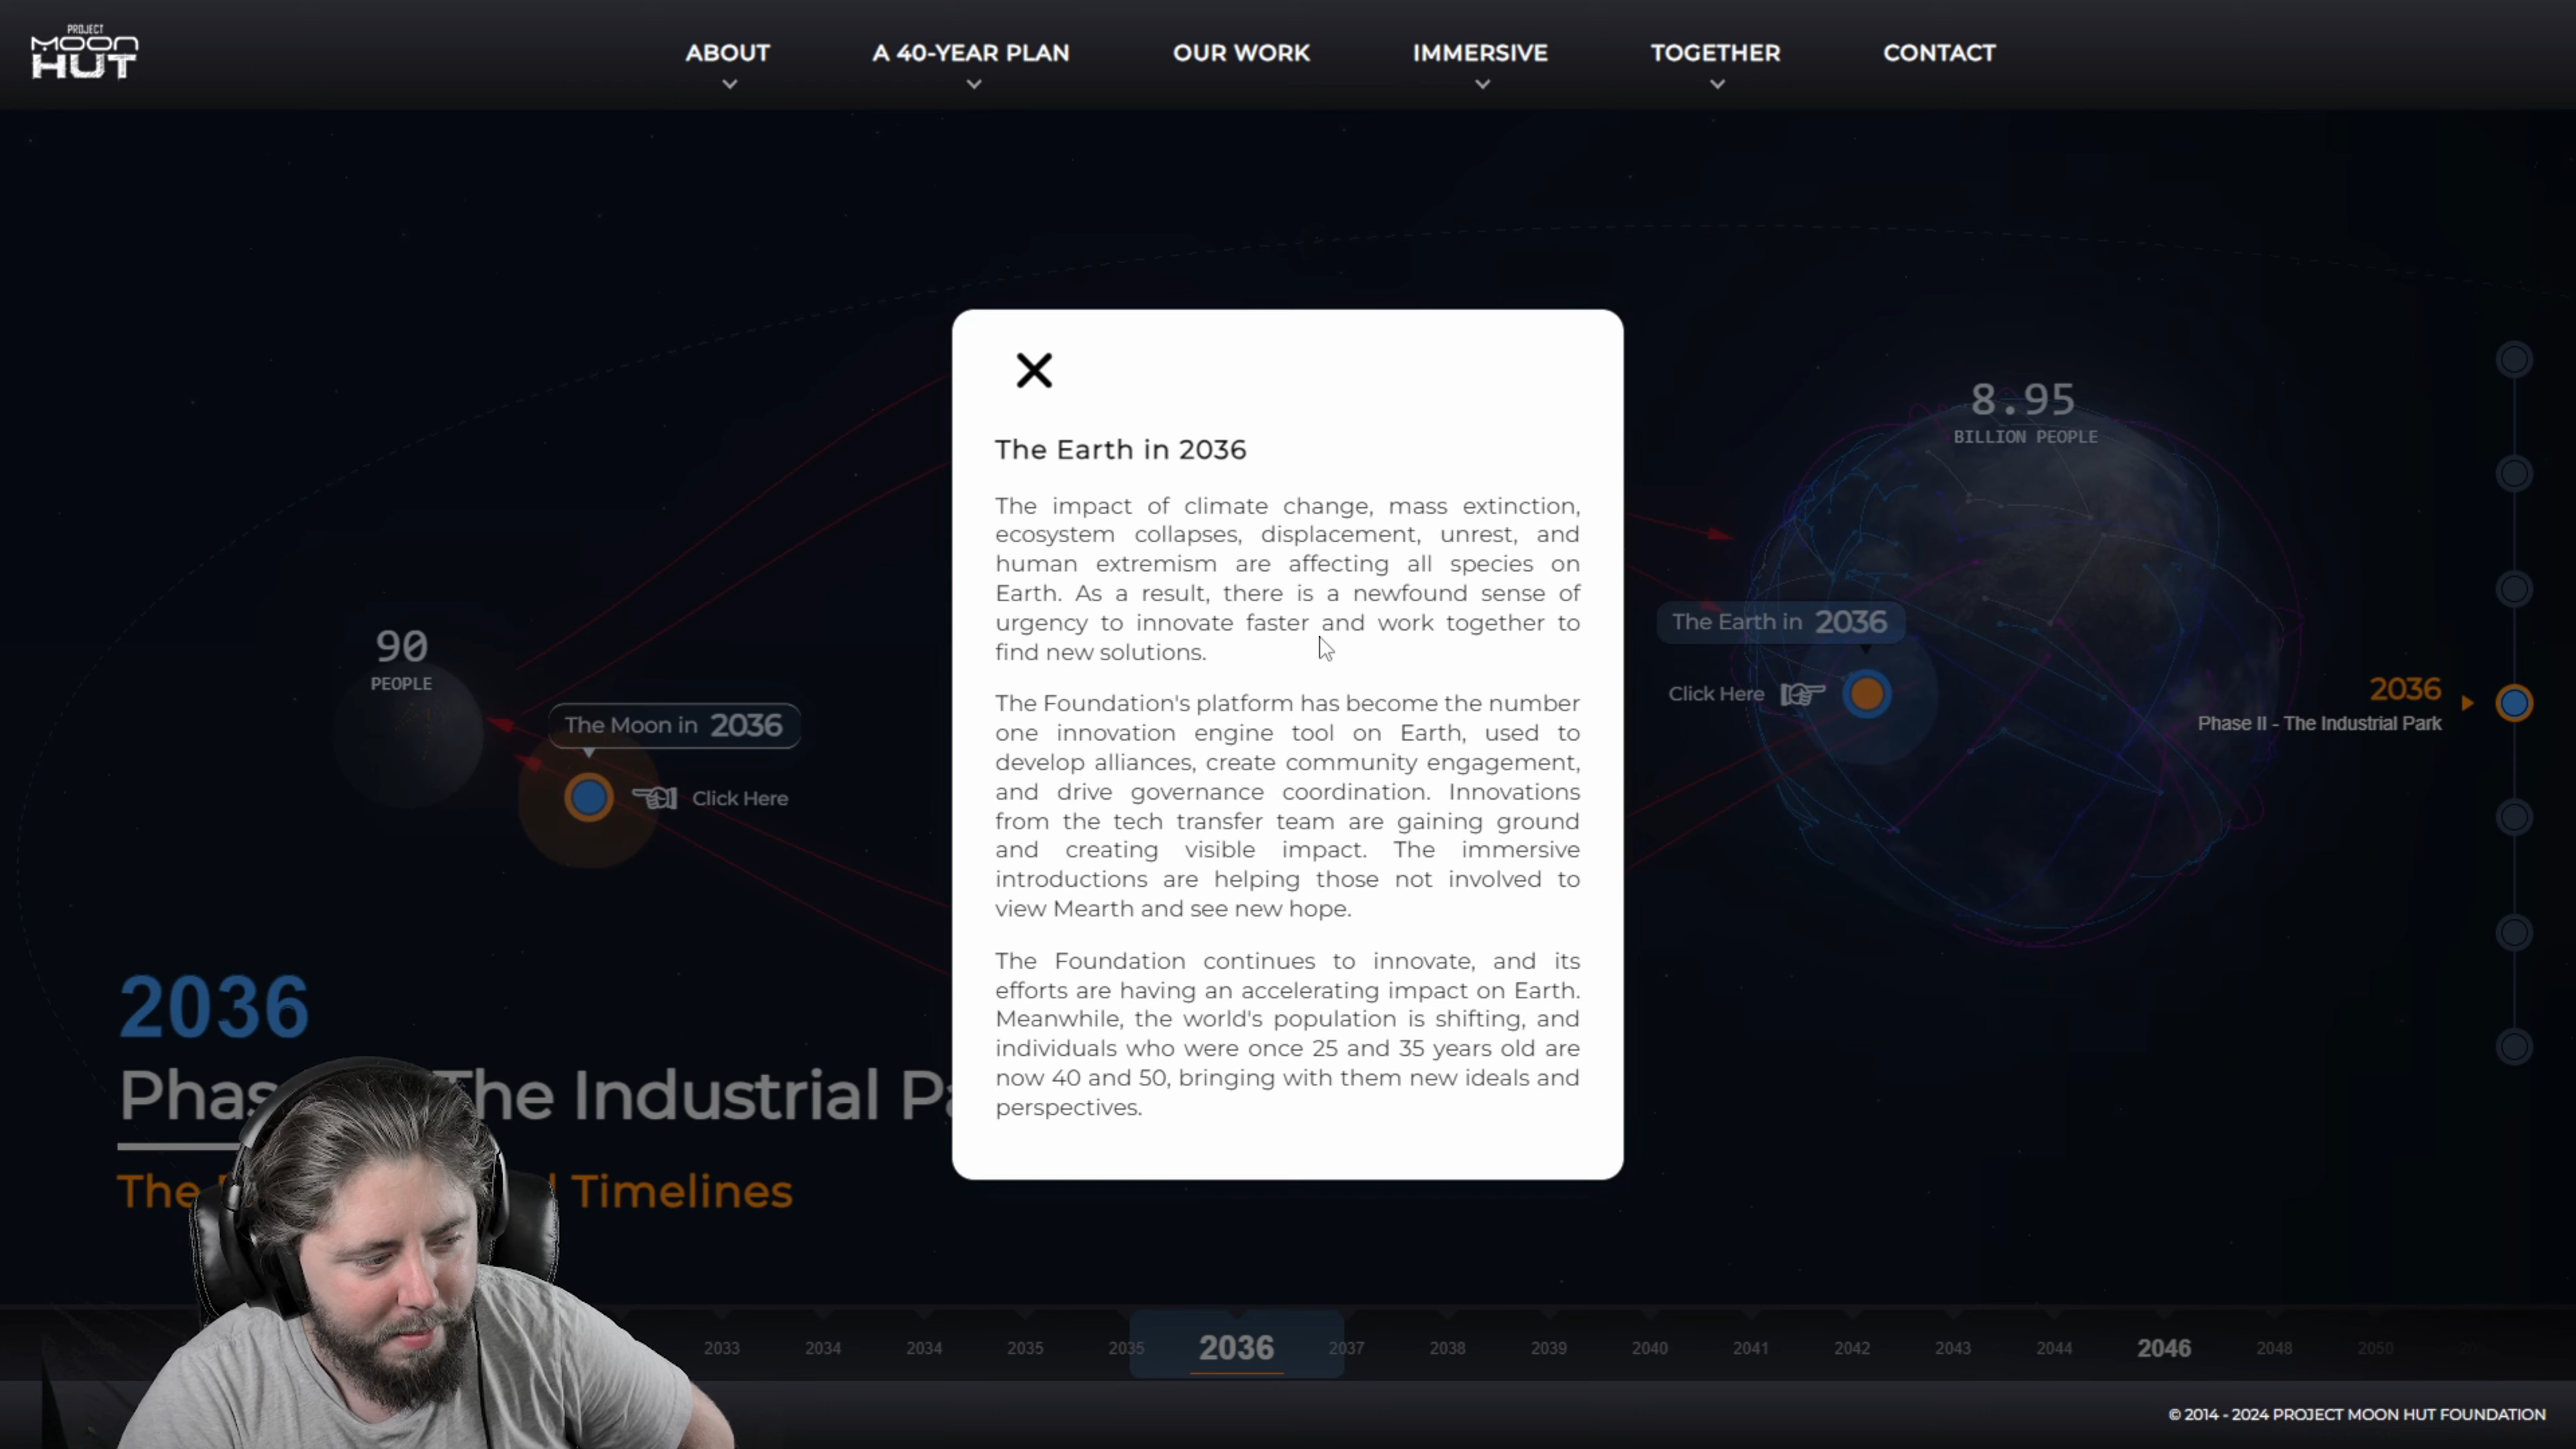 PROJECT
MOON
HUT
ABOUT
A 40-YEAR PLAN
OUR WORK
IMMERSIVE
TOGETHER
CONTACT
The Earth in 2036
The impact of climate change, mass extinction,
ecosystem collapses, displacement, unrest, and
human extremism are affecting all species on
Earth. As a result, there is a newfound sense of
urgency to innovate faster and work together to
find new solutions.
The Foundation's platform has become the number
one innovation engine tool on Earth, used to
develop alliances, create community engagement,
and drive governance coordination. Innovations
from the tech transfer team are gaining ground
and creating visible impact. The immersive
introductions are helping those not involved to
view Mearth and see new hope.
The Foundation continues to innovate, and its
efforts are having an accelerating impact on Earth.
Meanwhile, the world's population is shifting, and
individuals who were once 25 and 35 years old are
now 40 and 50, bringing with them new ideals and
perspectives.
90
PEOPLE
The Moon in 2036
Click Here
8.95
BILLION PEOPLE
The Earth in 2036
Click Here
2036
Phase II - The Industrial Park
2036
Phas The Industrial Pa
The Timelines
2033 2034 2034 2035 2035 2036 2037 2038 2039 2040 2041 2042 2043 2044 2046 2048 2050
© 2014 - 2024 PROJECT MOON HUT FOUNDATION